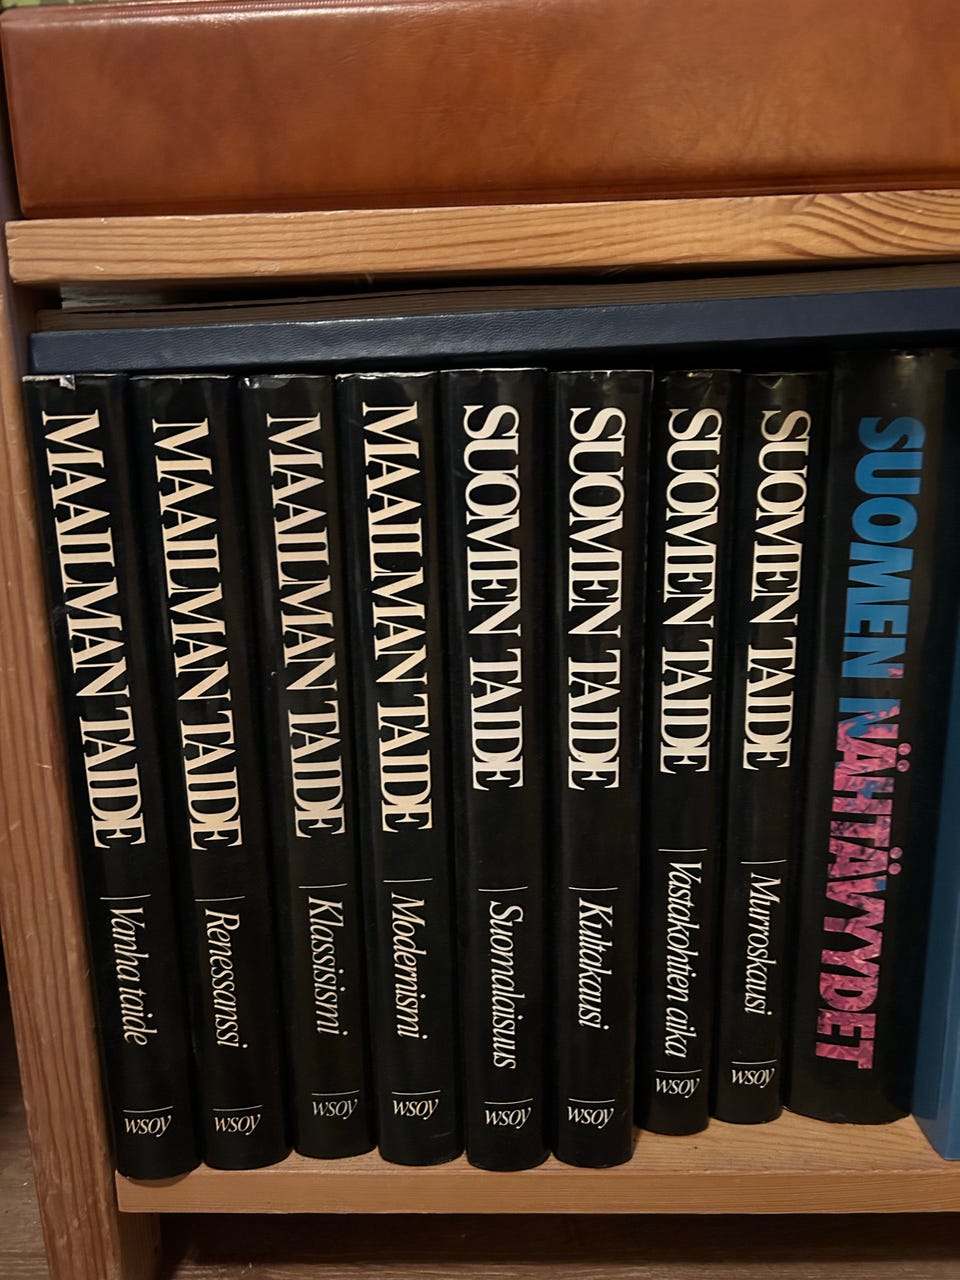 MAAILMAN TAIDE
Vanha taide
WSOY
MAAILMAN TAIDE
Renessanssi
WSOY
MAAILMAN TAIDE
Klassismi
WSOY
MAAILMAN TAIDE
Modernismi
WSOY
SUOMEN TAIDE
Suomalaisuus
WSOY
SUOMEN TAIDE
Kultakausi
WSOY
SUOMEN TAIDE
Vastakohtien aika
WSOY
SUOMEN TAIDE
Murroskausi
WSOY
SUOMEN NÄHTÄVYYDET